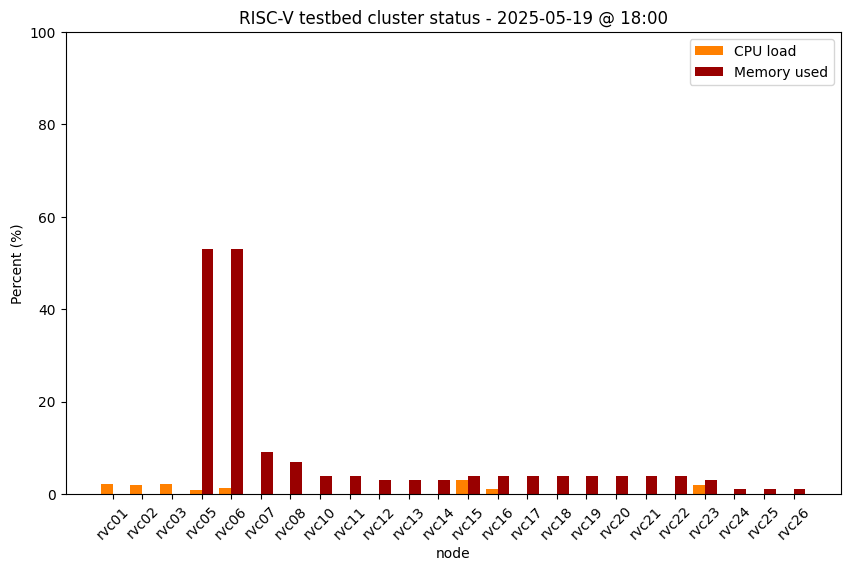 RISC-V testbed cluster status - 2025-05-19 @ 18:00
CPU load
Memory used
Percent (%)
100
80
60
40
20
0
rvc01 rvc02 rvc03 rvc05 rvc06 rvc07 rvc08 rvc10 rvc11 rvc12 rvc13 rvc14 rvc15 rvc16 rvc17 rvc18 rvc19 rvc20 rvc21 rvc22 rvc23 rvc24 rvc25 rvc26
node